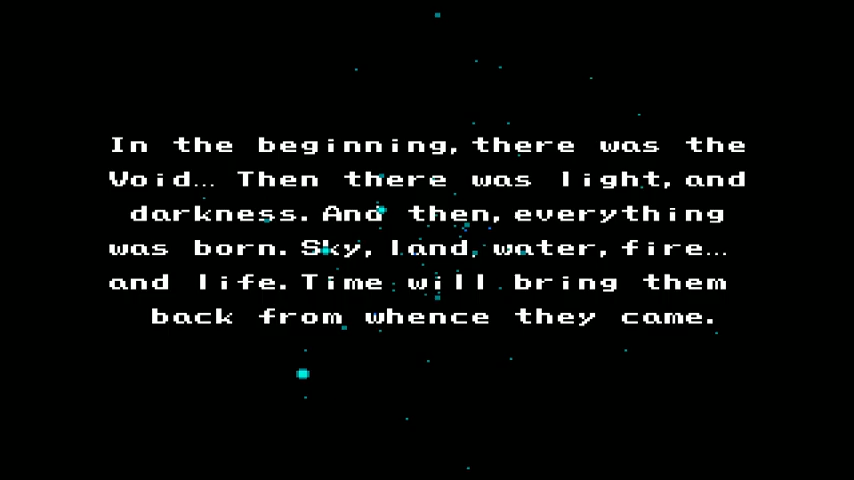 In the beginning, there was the
Void... Then there was light, and
darkness. And then, everything
was born. Sky, land, water, fire...
and life. Time will bring them
back from whence they came.